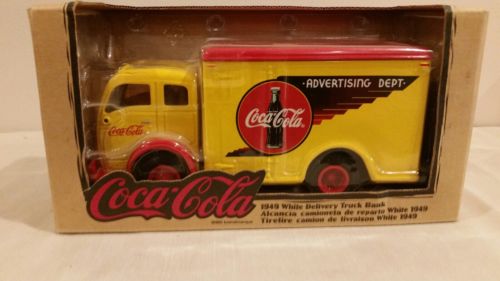 ADVERTISING DEPT.
Coca-Cola
Coca-Cola
Coca-Cola
1949 White Delivery Truck Bank
Alcancia camioneta de reparto White 1949
Tirelire camion de livraison White 1949